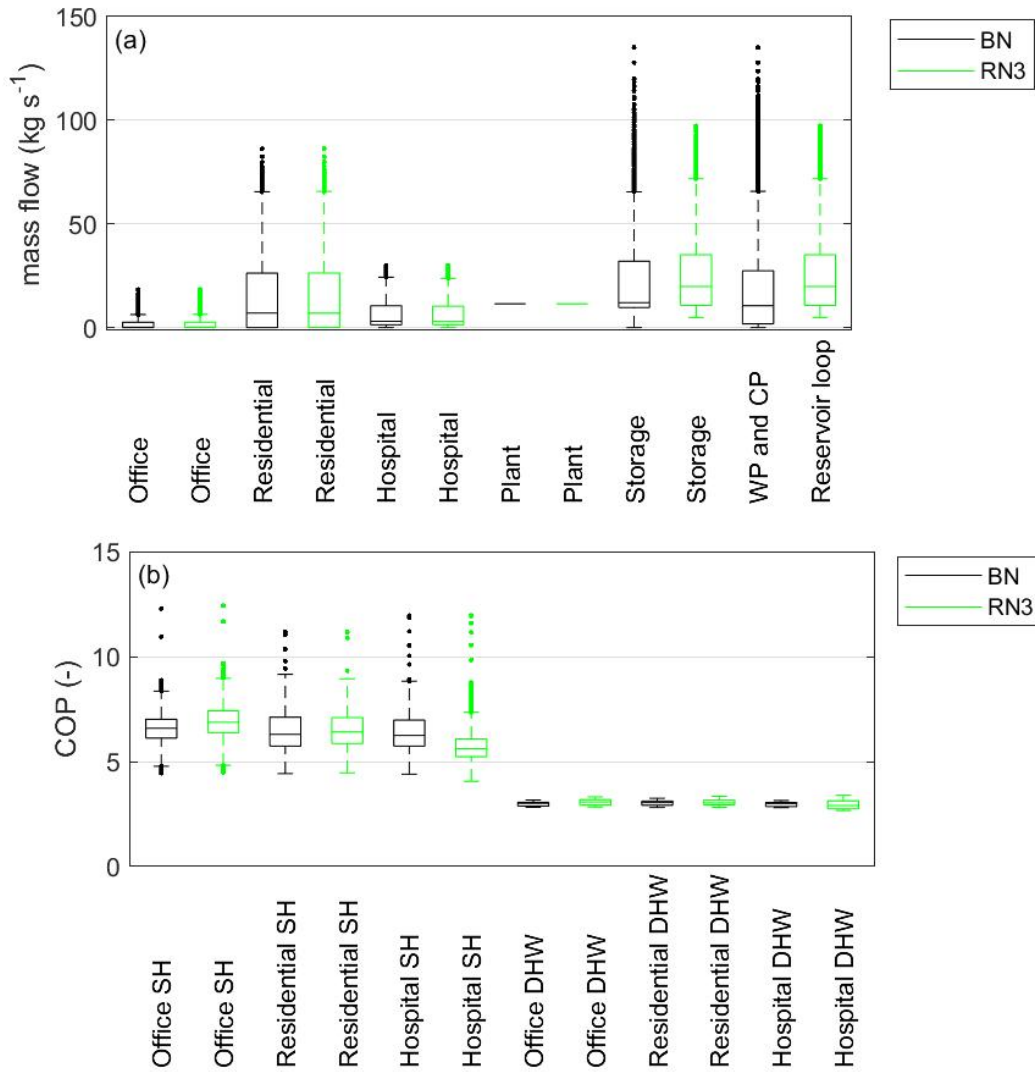 (a)
BN
RN3
mass flow (kg s⁻¹)
150
100
50
0
Office
Office
Residential
Residential
Hospital
Hospital
Plant
Plant
Storage
Storage
WP and CP
Reservoir loop
(b)
BN
RN3
COP (-)
15
10
5
0
Office SH
Office SH
Residential SH
Residential SH
Hospital SH
Hospital SH
Office DHW
Office DHW
Residential DHW
Residential DHW
Hospital DHW
Hospital DHW